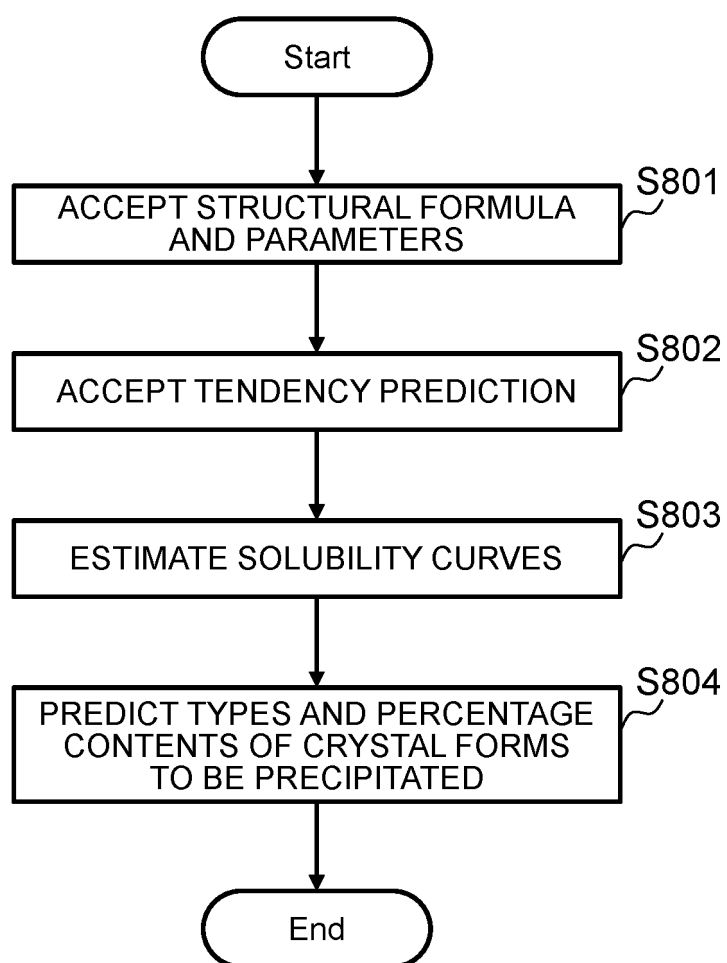 Start
S801
ACCEPT STRUCTURAL FORMULA
AND PARAMETERS
S802
ACCEPT TENDENCY PREDICTION
S803
ESTIMATE SOLUBILITY CURVES
S804
PREDICT TYPES AND PERCENTAGE
CONTENTS OF CRYSTAL FORMS
TO BE PRECIPITATED
End